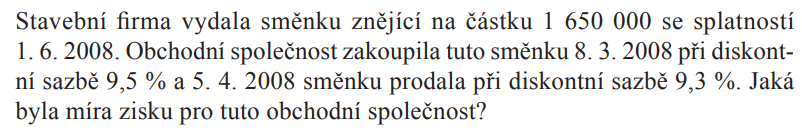 Stavební firma vydala směnku znějící na částku 1 650 000 se splatností
1. 6. 2008. Obchodní společnost zakoupila tuto směnku 8. 3. 2008 při diskont-
ní sazbě 9,5 % a 5. 4. 2008 směnku prodala při diskontní sazbě 9,3 %. Jaká
byla míra zisku pro tuto obchodní společnost?